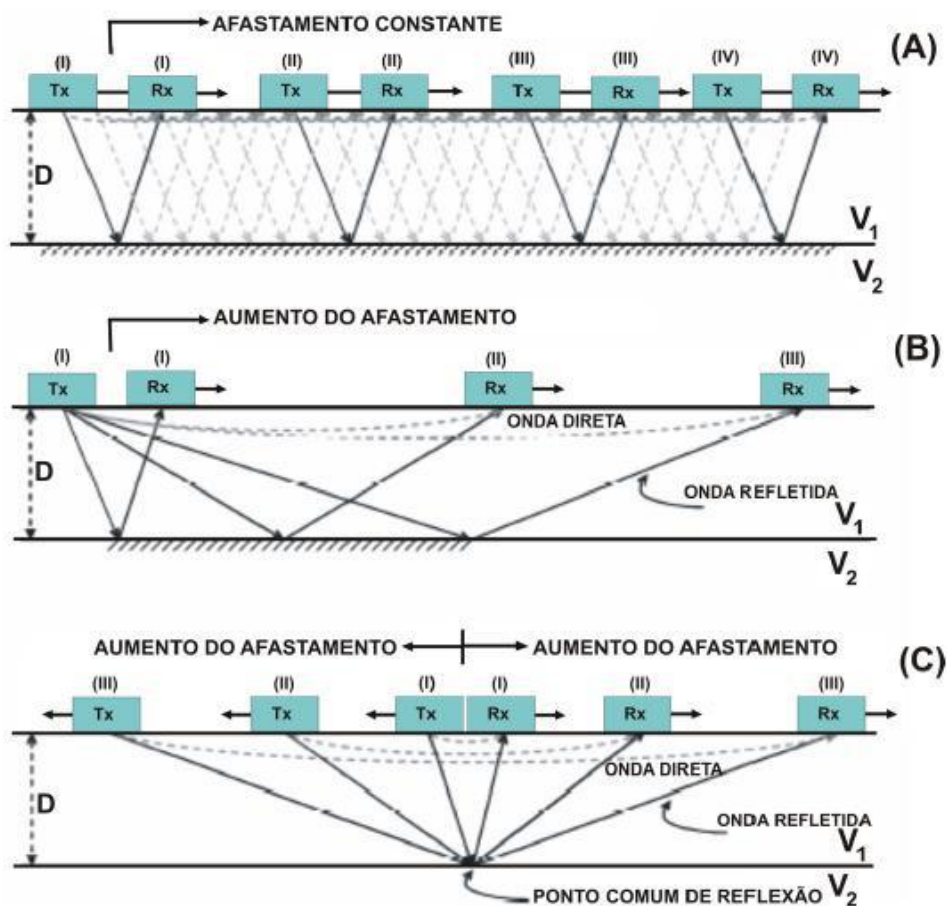 AFASTAMENTO CONSTANTE
(A)
(I) (I) (II) (II) (III) (III) (IV) (IV)
Tx Rx Tx Rx Tx Rx Tx Rx
D
V1
V2
AUMENTO DO AFASTAMENTO
(B)
(I) (I) (II) (III)
Tx Rx Rx Rx
ONDA DIRETA
D
ONDA REFLETIDA
V1
V2
AUMENTO DO AFASTAMENTO AUMENTO DO AFASTAMENTO
(C)
(III) (II) (I) (I) (II) (III)
Tx Tx Tx Rx Rx Rx
ONDA DIRETA
D
ONDA REFLETIDA
V1
V2
PONTO COMUM DE REFLEXÃO